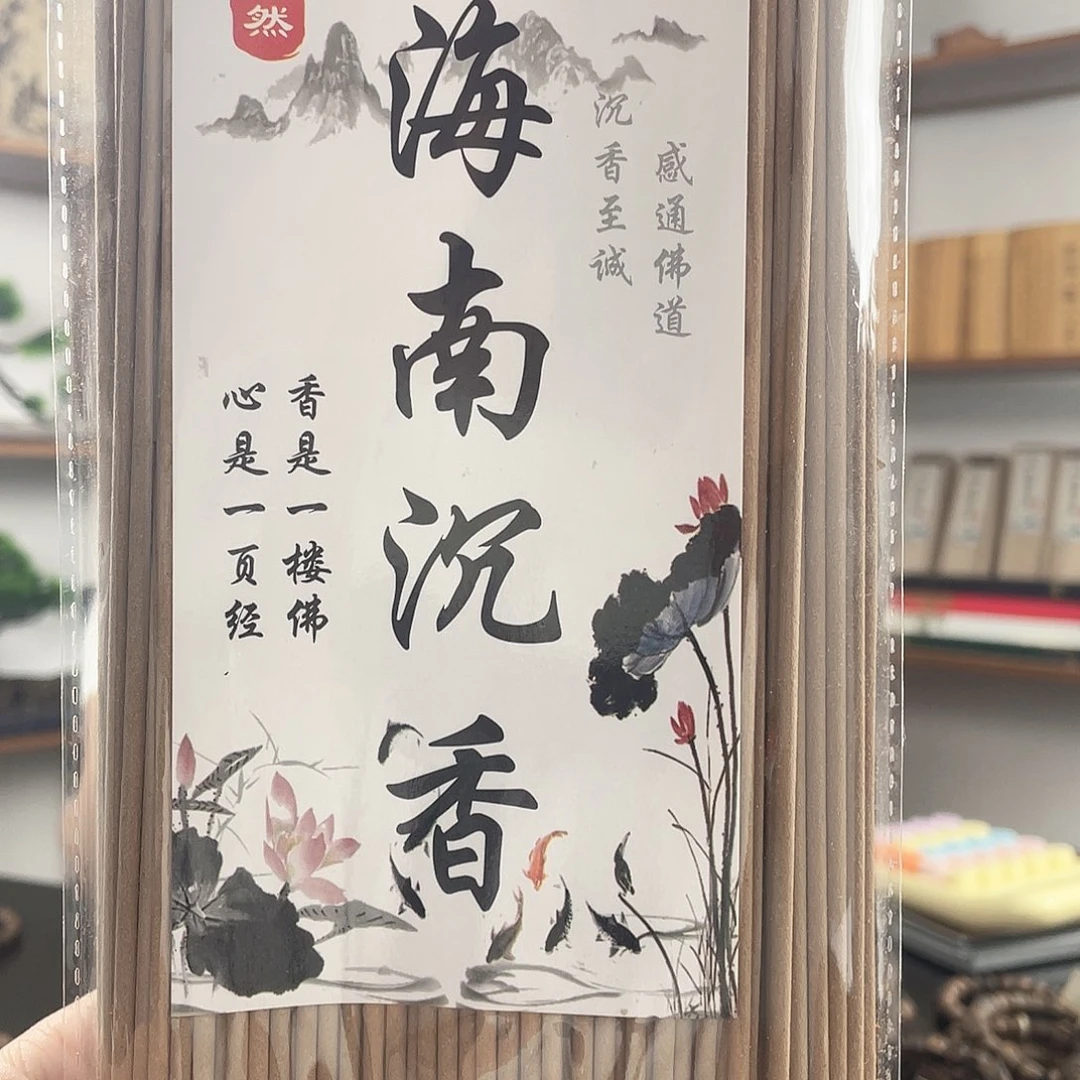 然
海南沉香
感通佛道
沉香至诚
香是一楼佛
心是一页经